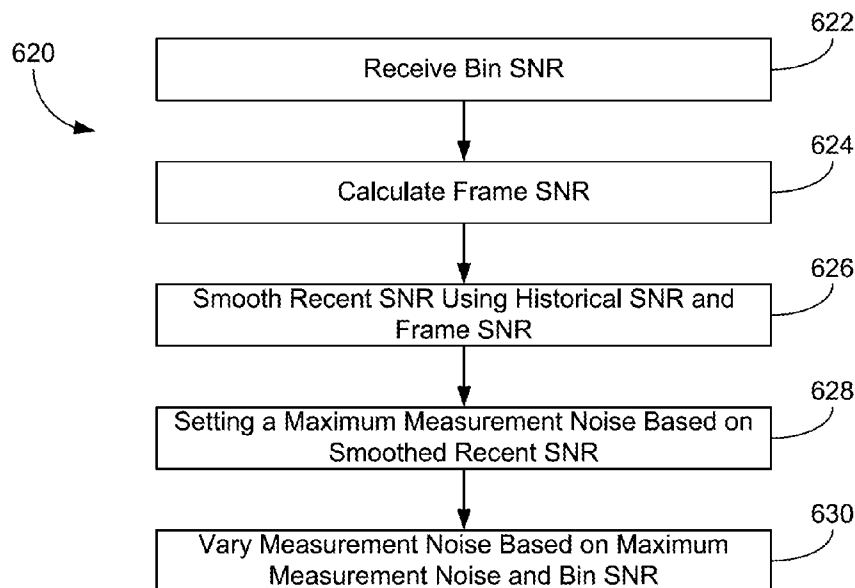 620
622
Receive Bin SNR
624
Calculate Frame SNR
626
Smooth Recent SNR Using Historical SNR and
Frame SNR
628
Setting a Maximum Measurement Noise Based on
Smoothed Recent SNR
630
Vary Measurement Noise Based on Maximum
Measurement Noise and Bin SNR